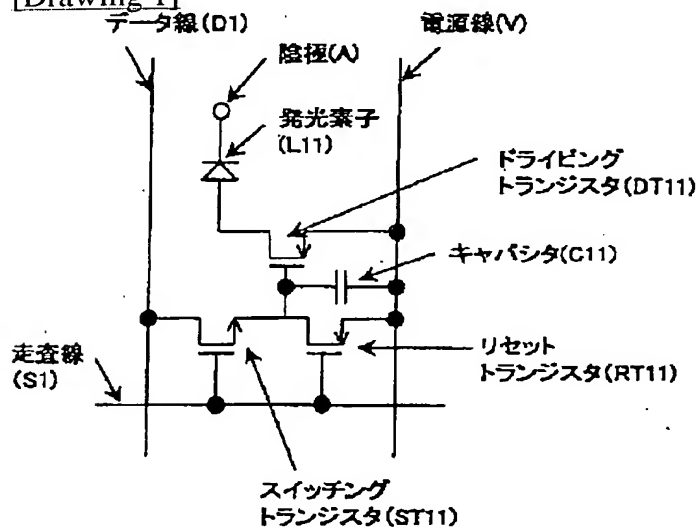 [Drawing 1]
データ線(D1)
電源線(V)
陰極(A)
発光素子
(L11)
ドライビング
トランジスタ(DT11)
キャパシタ(C11)
走査線
(S1)
リセット
トランジスタ(RT11)
スイッチング
トランジスタ(ST11)